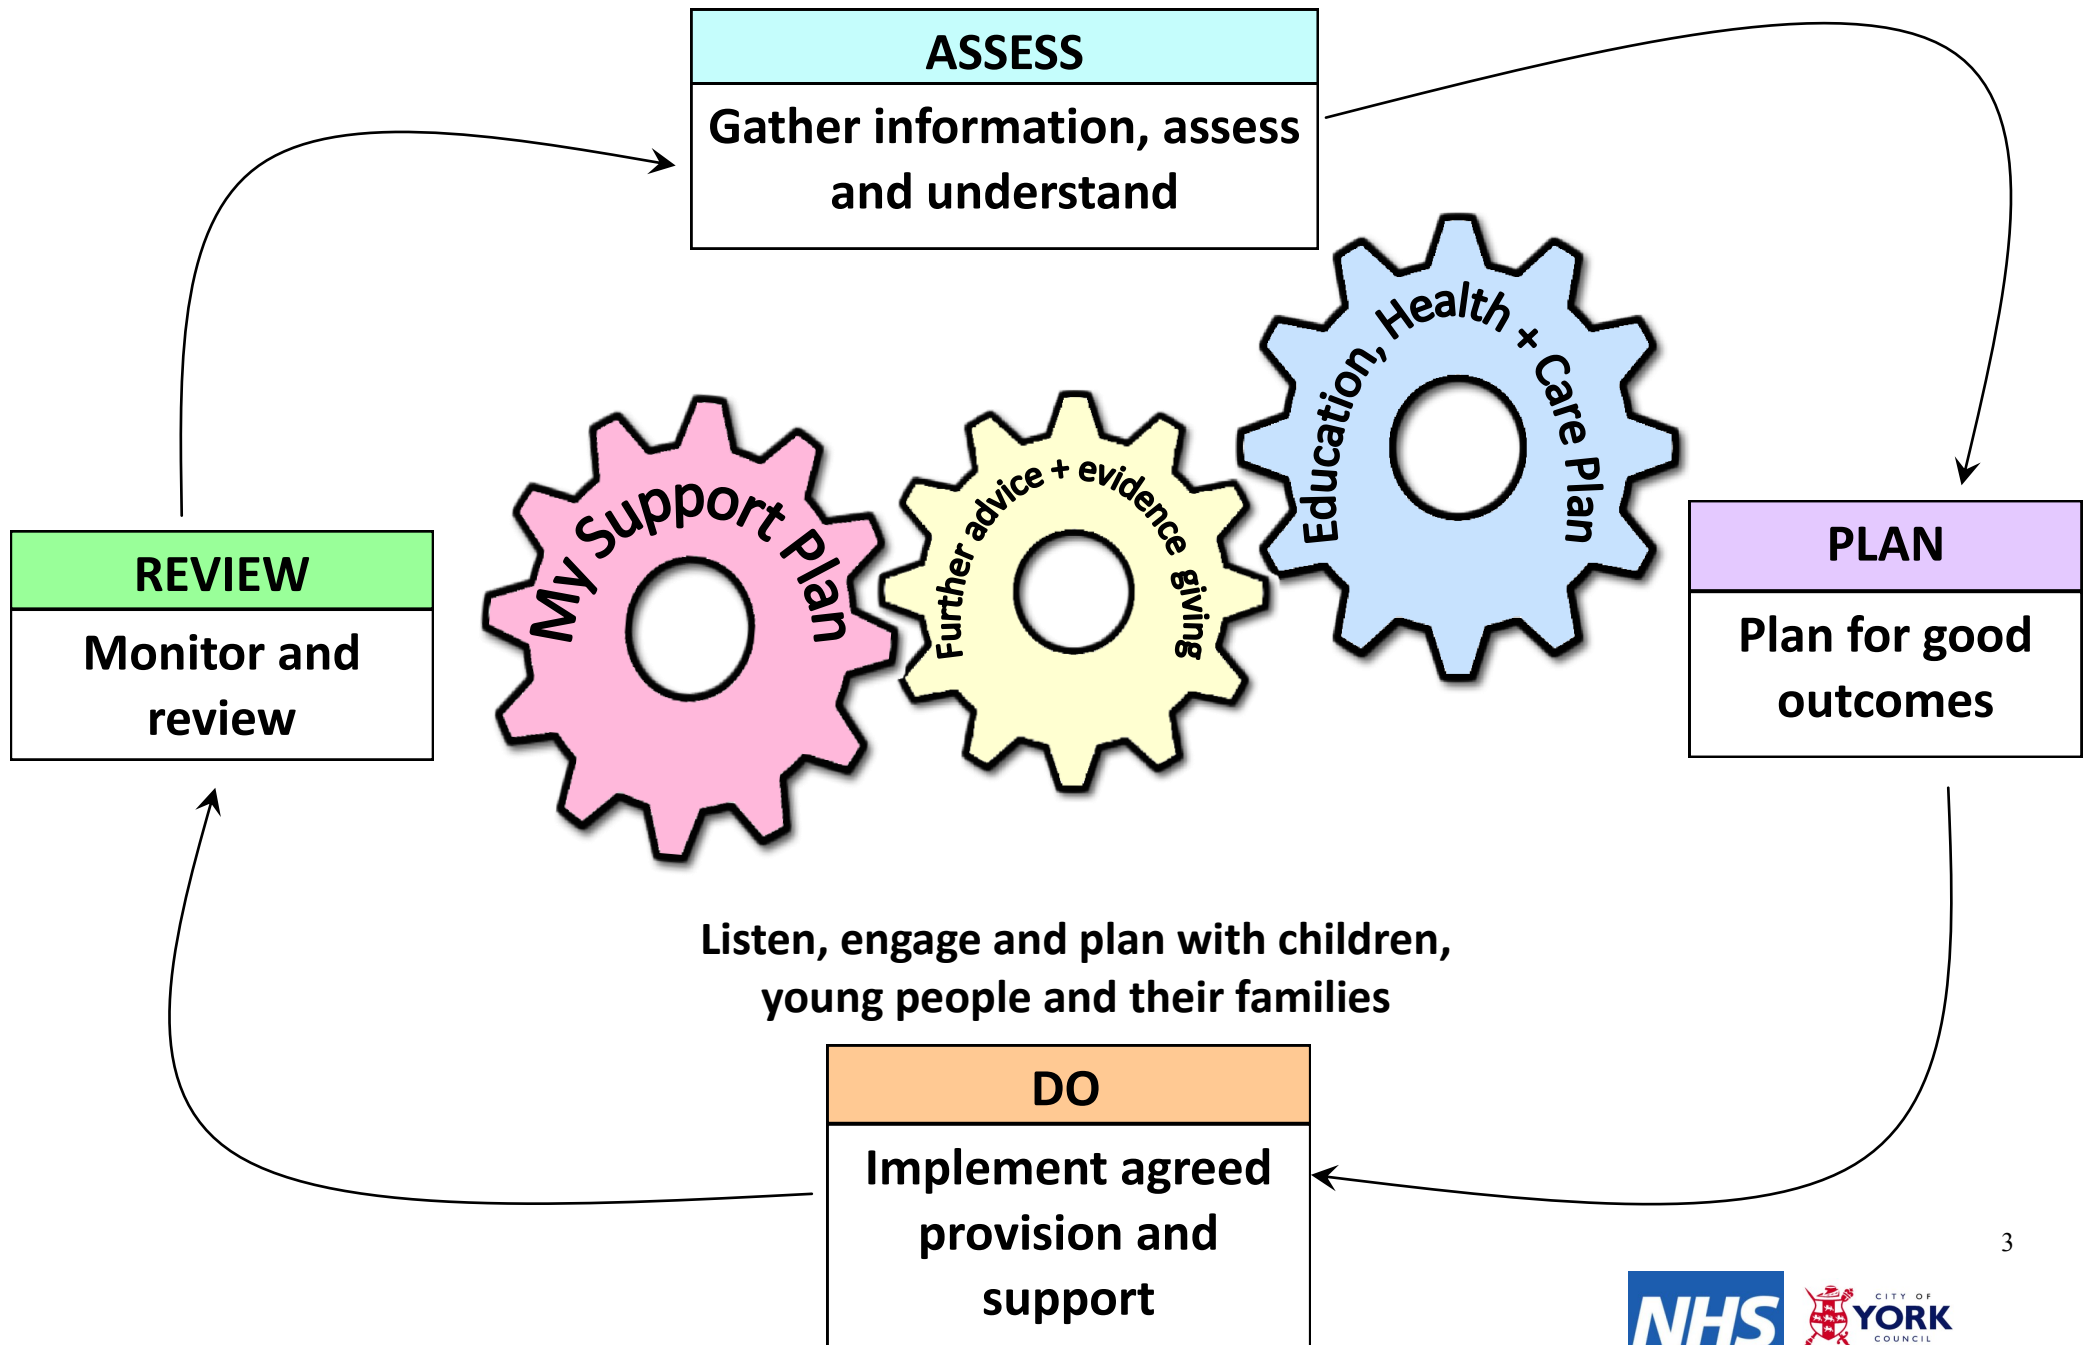 ASSESS
Gather information, assess
and understand
Education, Health + Care Plan
My Support Plan
Further advice + evidence giving
REVIEW
Monitor and
review
PLAN
Plan for good
outcomes
Listen, engage and plan with children,
young people and their families
DO
Implement agreed
provision and
support
3
NHS
CITY OF
YORK
COUNCIL